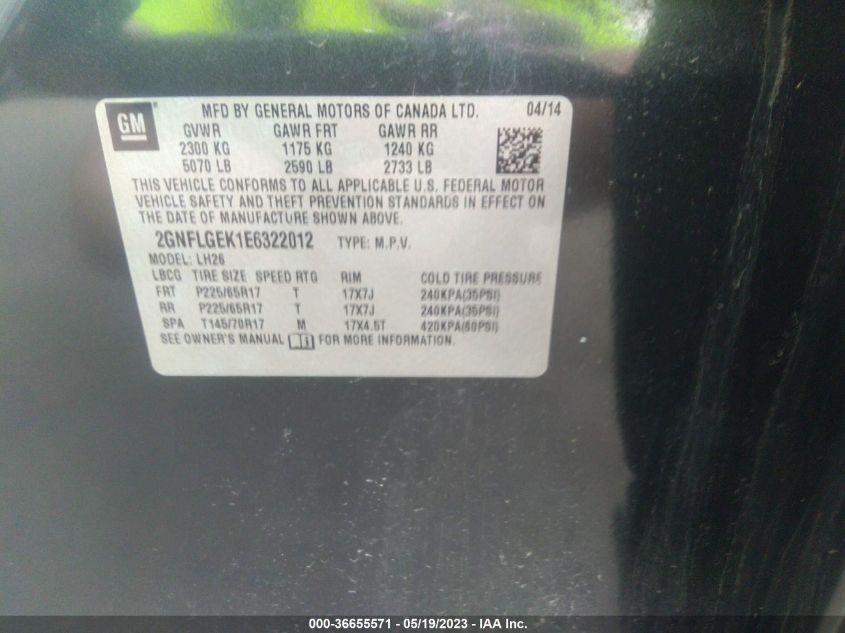 GM
MFD BY GENERAL MOTORS OF CANADA LTD. 04/14
GVWR GAWR FRT GAWR RR
2300 KG 1175 KG 1240 KG
5070 LB 2590 LB 2733 LB
THIS VEHICLE CONFORMS TO ALL APPLICABLE U.S. FEDERAL MOTOR
VEHICLE SAFETY AND THEFT PREVENTION STANDARDS IN EFFECT ON
THE DATE OF MANUFACTURE SHOWN ABOVE.
2GNFLGEK1E6322012 TYPE: M.P.V.
MODEL: LH26
LBCG TIRE SIZE SPEED RTG RIM COLD TIRE PRESSURE
FRT P225/65R17 T 17X7J 240KPA(35PSI)
RR P225/65R17 T 17X7J 240KPA(35PSI)
SPA T145/70R17 M 17X4.5T 420KPA(60PSI)
SEE OWNER'S MANUAL FOR MORE INFORMATION.
000-36655571 - 05/19/2023 - IAA Inc.